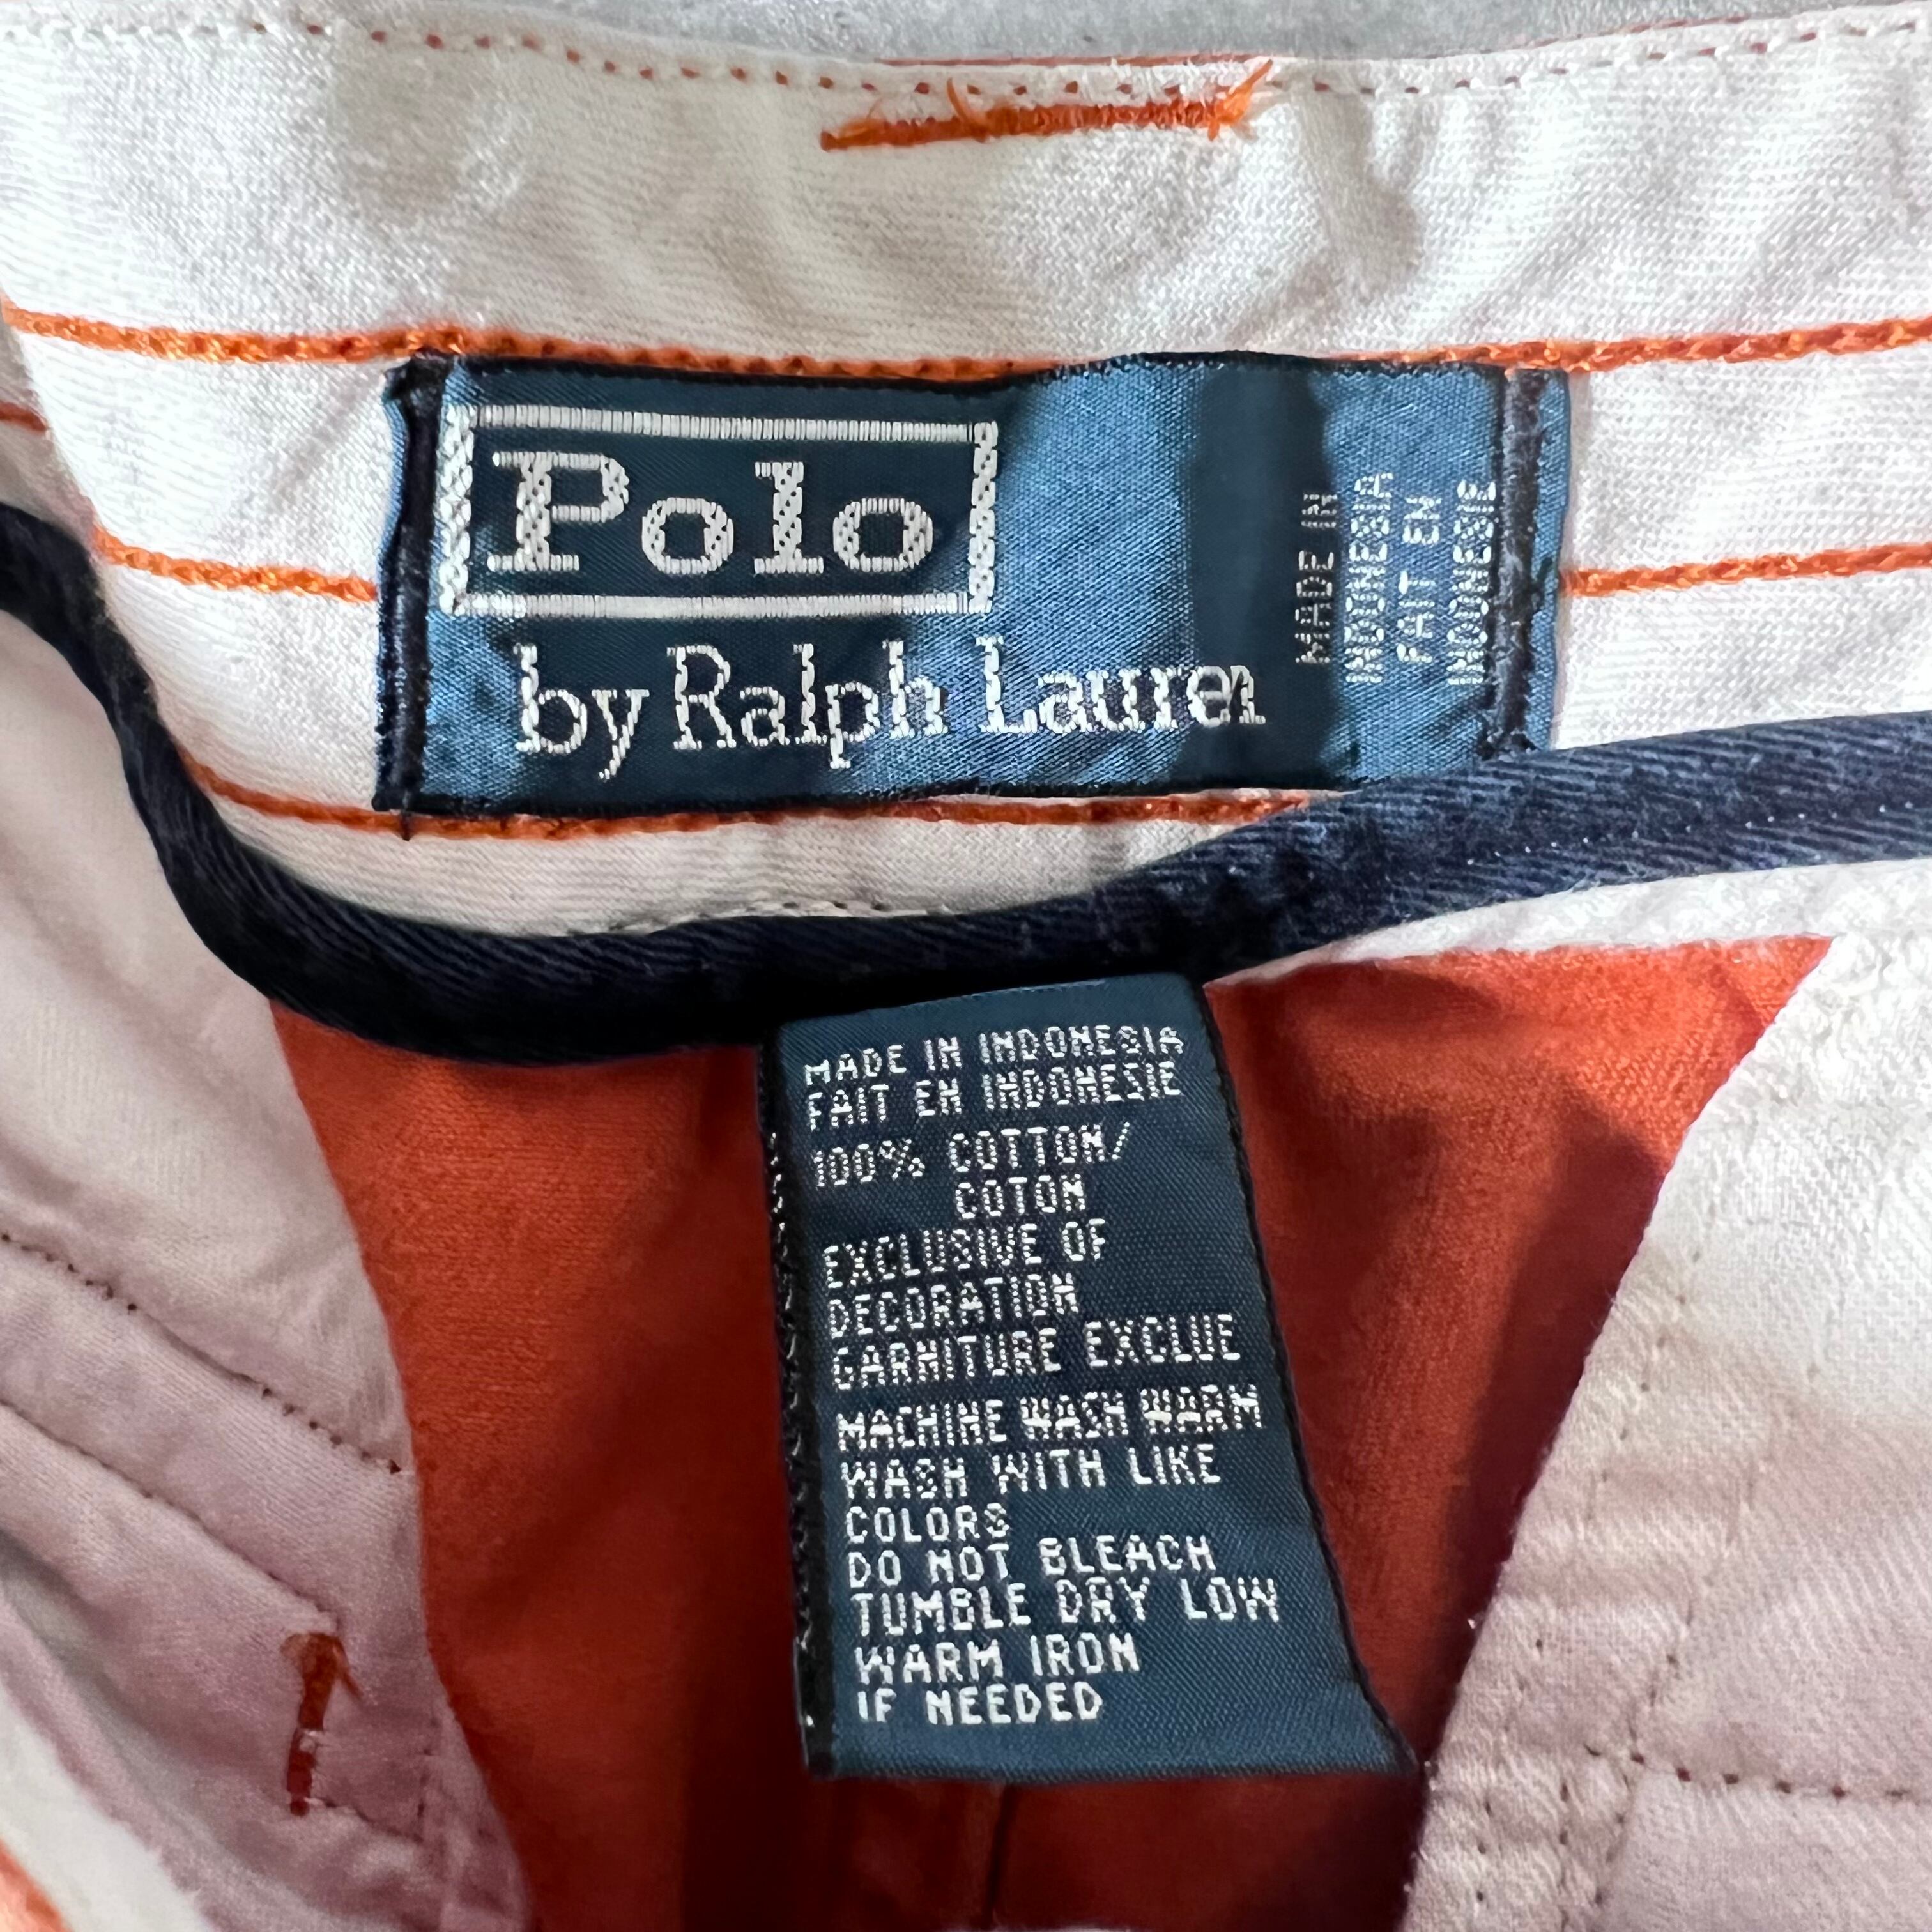 Polo
by Ralph Lauren
MADE IN
INDONESIA
FAIT EN
INDONESIE
MADE IN INDONESIA
FAIT EN INDONESIE
100% COTTON/
COTON
EXCLUSIVE OF
DECORATION
GARNITURE EXCLUE
MACHINE WASH WARM
WASH WITH LIKE
COLORS
DO NOT BLEACH
TUMBLE DRY LOW
WARM IRON
IF NEEDED